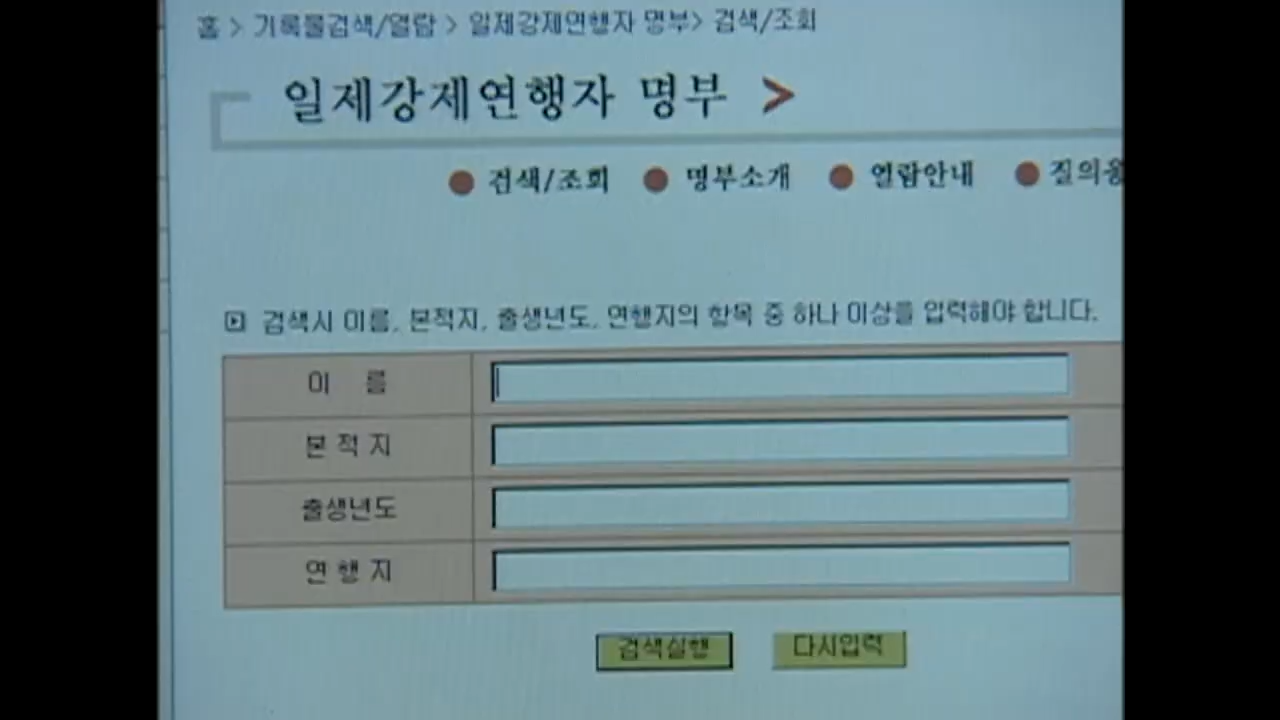 홈 > 기록물검색/열람 > 일제강제연행자 명부> 검색/조회
일제강제연행자 명부 >
검색/조회 명부소개 열람안내 질의응
검색시 이름, 본적지, 출생년도, 연행지의 항목 중 하나 이상을 입력해야 합니다.
이 름
본 적 지
출생년도
연 행 지
검색실행 다시입력